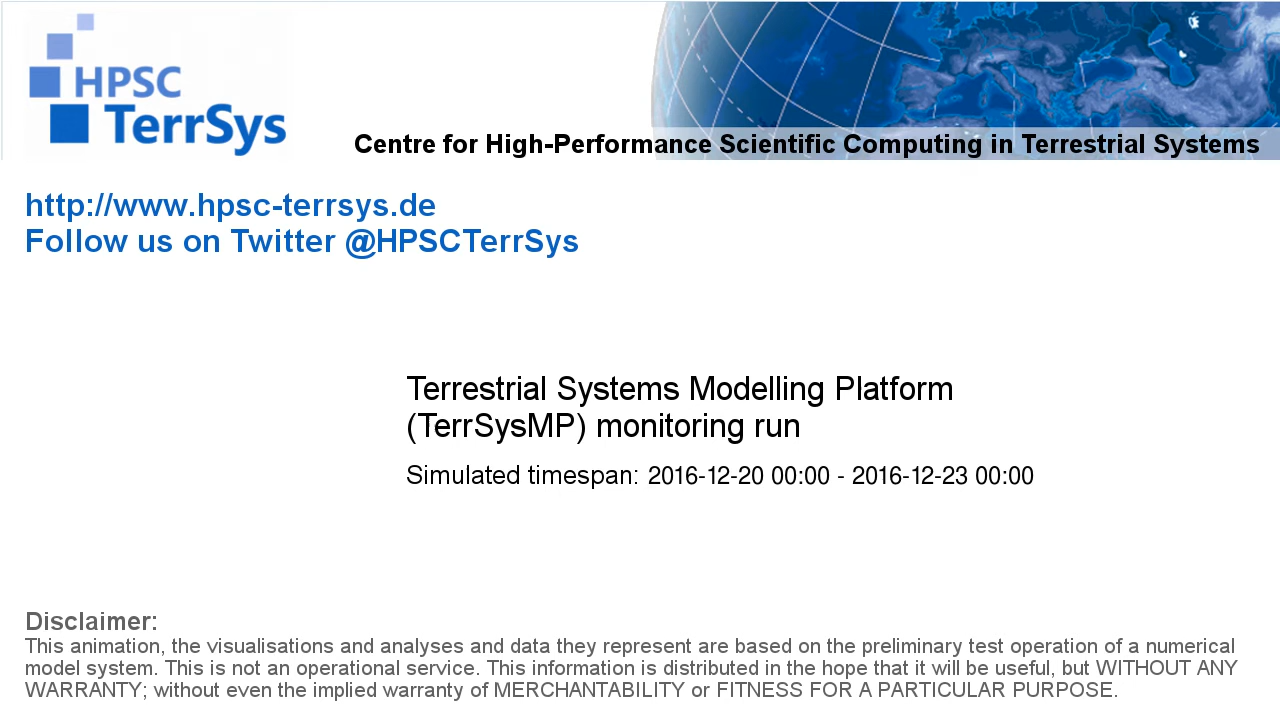 HPSC
TerrSys
Centre for High-Performance Scientific Computing in Terrestrial Systems
http://www.hpsc-terrsys.de
Follow us on Twitter @HPSCTerrSys
Terrestrial Systems Modelling Platform
(TerrSysMP) monitoring run
Simulated timespan: 2016-12-20 00:00 - 2016-12-23 00:00
Disclaimer:
This animation, the visualisations and analyses and data they represent are based on the preliminary test operation of a numerical
model system. This is not an operational service. This information is distributed in the hope that it will be useful, but WITHOUT ANY
WARRANTY; without even the implied warranty of MERCHANTABILITY or FITNESS FOR A PARTICULAR PURPOSE.